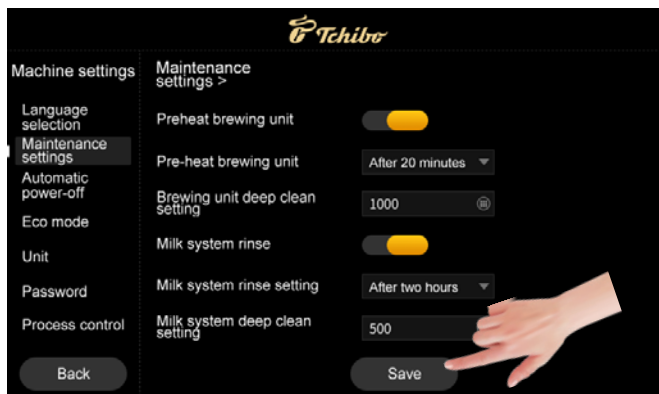 Tchibo
Machine settings
Language
selection
Maintenance
settings
Automatic
power-off
Eco mode
Unit
Password
Process control
Back
Maintenance
settings >
Preheat brewing unit
Pre-heat brewing unit
After 20 minutes
Brewing unit deep clean
setting
1000
Milk system rinse
Milk system rinse setting
After two hours
Milk system deep clean
setting
500
Save